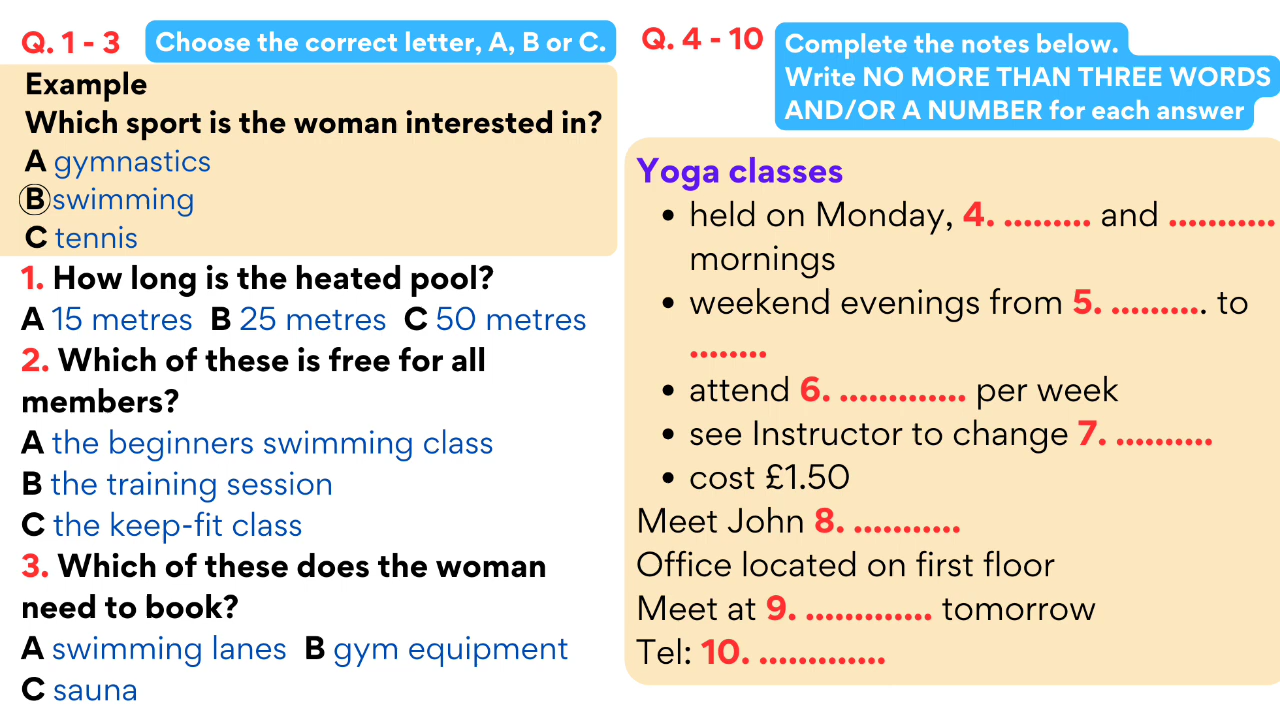 Q. 1 - 3
Choose the correct letter, A, B or C.
Example
Which sport is the woman interested in?
A gymnastics
B swimming
C tennis
1. How long is the heated pool?
A 15 metres B 25 metres C 50 metres
2. Which of these is free for all
members?
A the beginners swimming class
B the training session
C the keep-fit class
3. Which of these does the woman
need to book?
A swimming lanes B gym equipment
C sauna
Q. 4 - 10
Complete the notes below.
Write NO MORE THAN THREE WORDS
AND/OR A NUMBER for each answer
Yoga classes
• held on Monday, 4. ......... and ...........
mornings
• weekend evenings from 5. .......... to
........
• attend 6. ............. per week
• see Instructor to change 7. ..........
• cost £1.50
Meet John 8. ...........
Office located on first floor
Meet at 9. ............. tomorrow
Tel: 10. .............